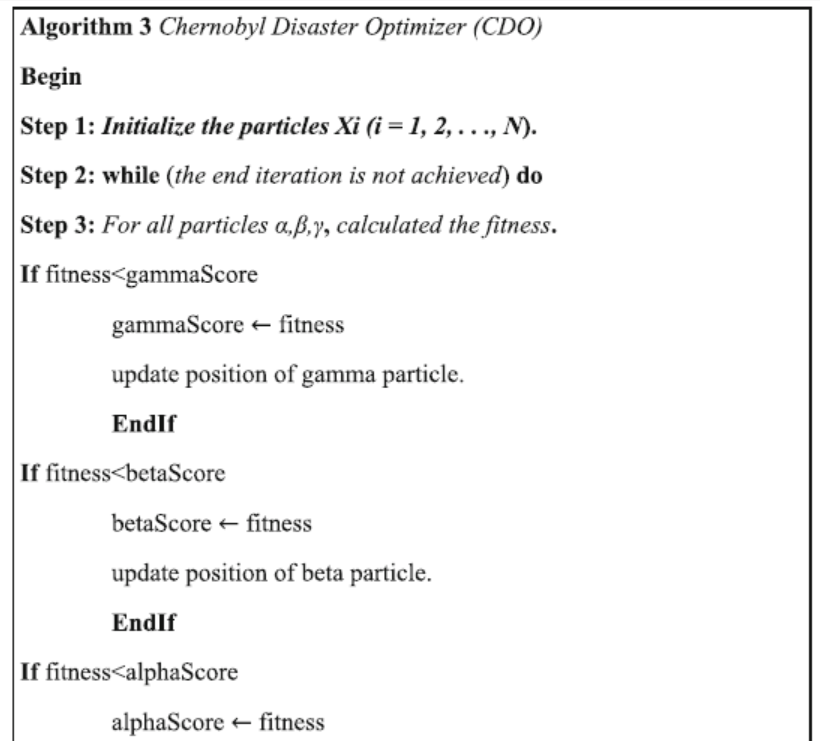 Algorithm 3 Chernobyl Disaster Optimizer (CDO)
Begin
Step 1: Initialize the particles Xi (i = 1, 2, . . ., N).
Step 2: while (the end iteration is not achieved) do
Step 3: For all particles α,β,γ, calculated the fitness.
If fitness<gammaScore
gammaScore ← fitness
update position of gamma particle.
EndIf
If fitness<betaScore
betaScore ← fitness
update position of beta particle.
EndIf
If fitness<alphaScore
alphaScore ← fitness